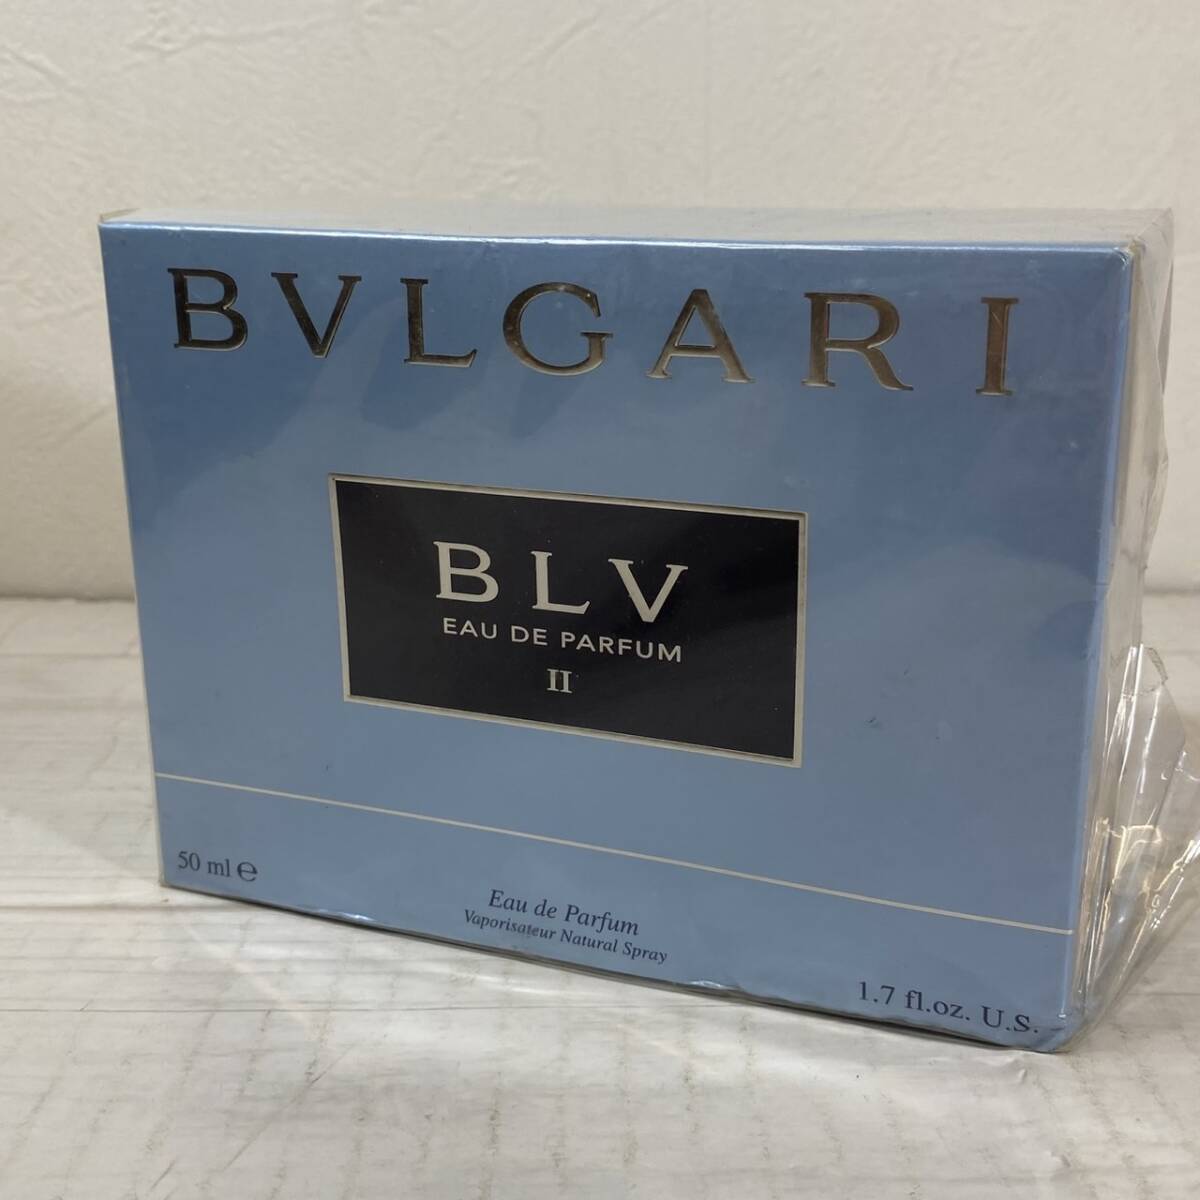 BVLGARI
BLV
EAU DE PARFUM
II
50 ml ℮
Eau de Parfum
Vaporisateur Natural Spray
1.7 fl.oz. U.S.